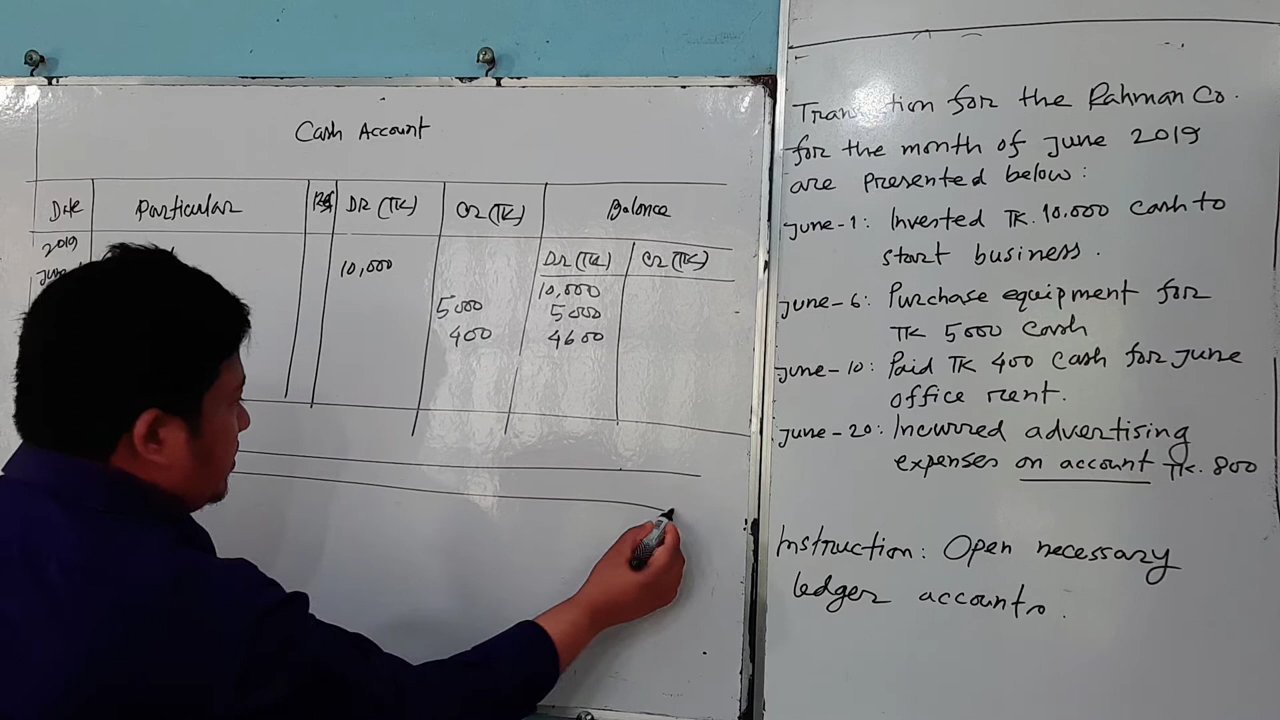 Cash Account
Date Particular Ref DR (TK) CR (TK) Balance
2019
June 10,000 DR (TK) CR (TK)
10,000
5000 5000
400 4600
for the Rahman Co.
for the month of June 2019
are presented below:
June-1: Invested TK. 10.000 cash to
start business.
June-6: Purchase equipment for
TK 5000 cash
June-10: Paid TK 400 cash for June
office rent.
June-20: Incurred advertising
expenses on account TK. 800
Instruction: Open necessary
ledger accounts.